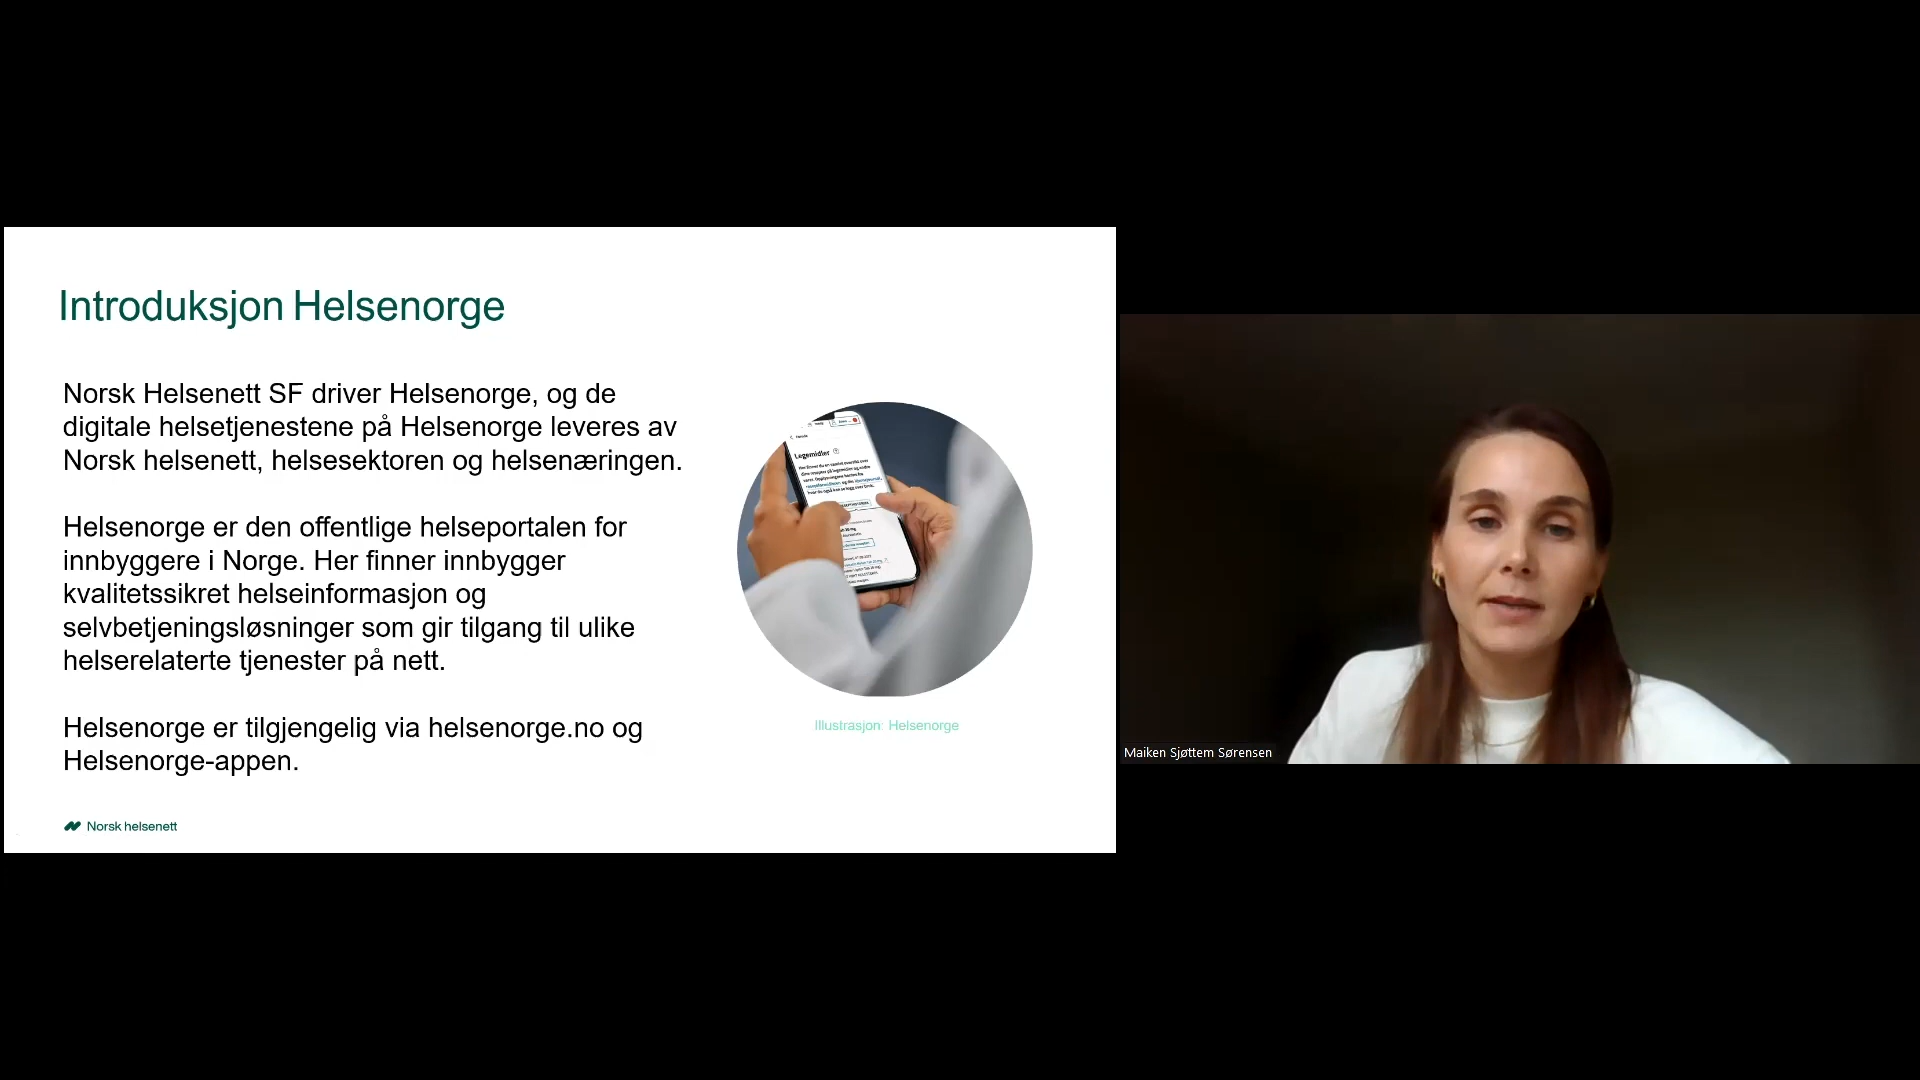 Introduksjon Helsenorge
Norsk Helsenett SF driver Helsenorge, og de
digitale helsetjenestene på Helsenorge leveres av
Norsk helsenett, helsesektoren og helsenæringen.
Helsenorge er den offentlige helseportalen for
innbyggere i Norge. Her finner innbygger
kvalitetssikret helseinformasjon og
selvbetjeningsløsninger som gir tilgang til ulike
helserelaterte tjenester på nett.
Helsenorge er tilgjengelig via helsenorge.no og
Helsenorge-appen.
Legemidler
Illustrasjon: Helsenorge
Norsk helsenett
Maiken Sjøttem Sørensen